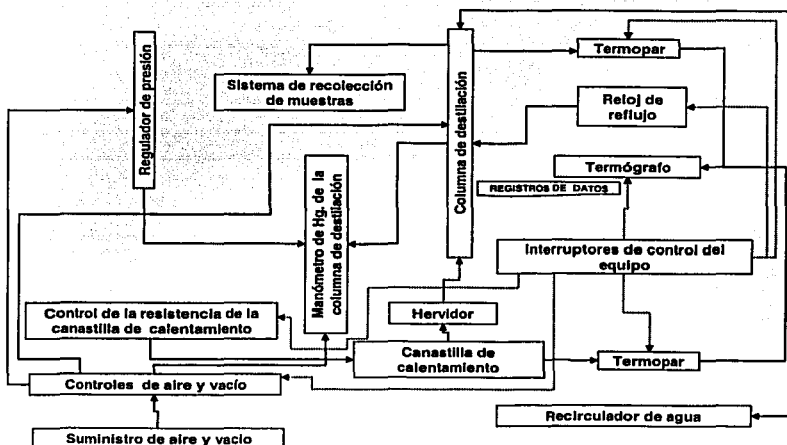 Regulador de presión
Sistema de recolección
de muestras
Columna de destilación
Termopar
Reloj de
reflujo
Termógrafo
REGISTROS DE DATOS
Manómetro de Hg. de la
columna de destilación
Interruptores de control del
equipo
Control de la resistencia de la
canastilla de calentamiento
Hervidor
Canastilla de
calentamiento
Termopar
Controles de aire y vacío
Recirculador de agua
Suministro de aire y vacio